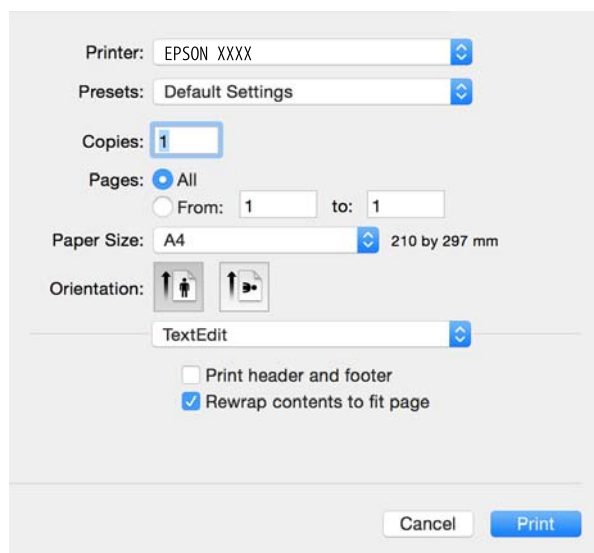 Printer: EPSON XXXX
Presets: Default Settings
Copies: 1
Pages: All
From: 1 to: 1
Paper Size: A4 210 by 297 mm
Orientation:
TextEdit
Print header and footer
Rewrap contents to fit page
Cancel Print